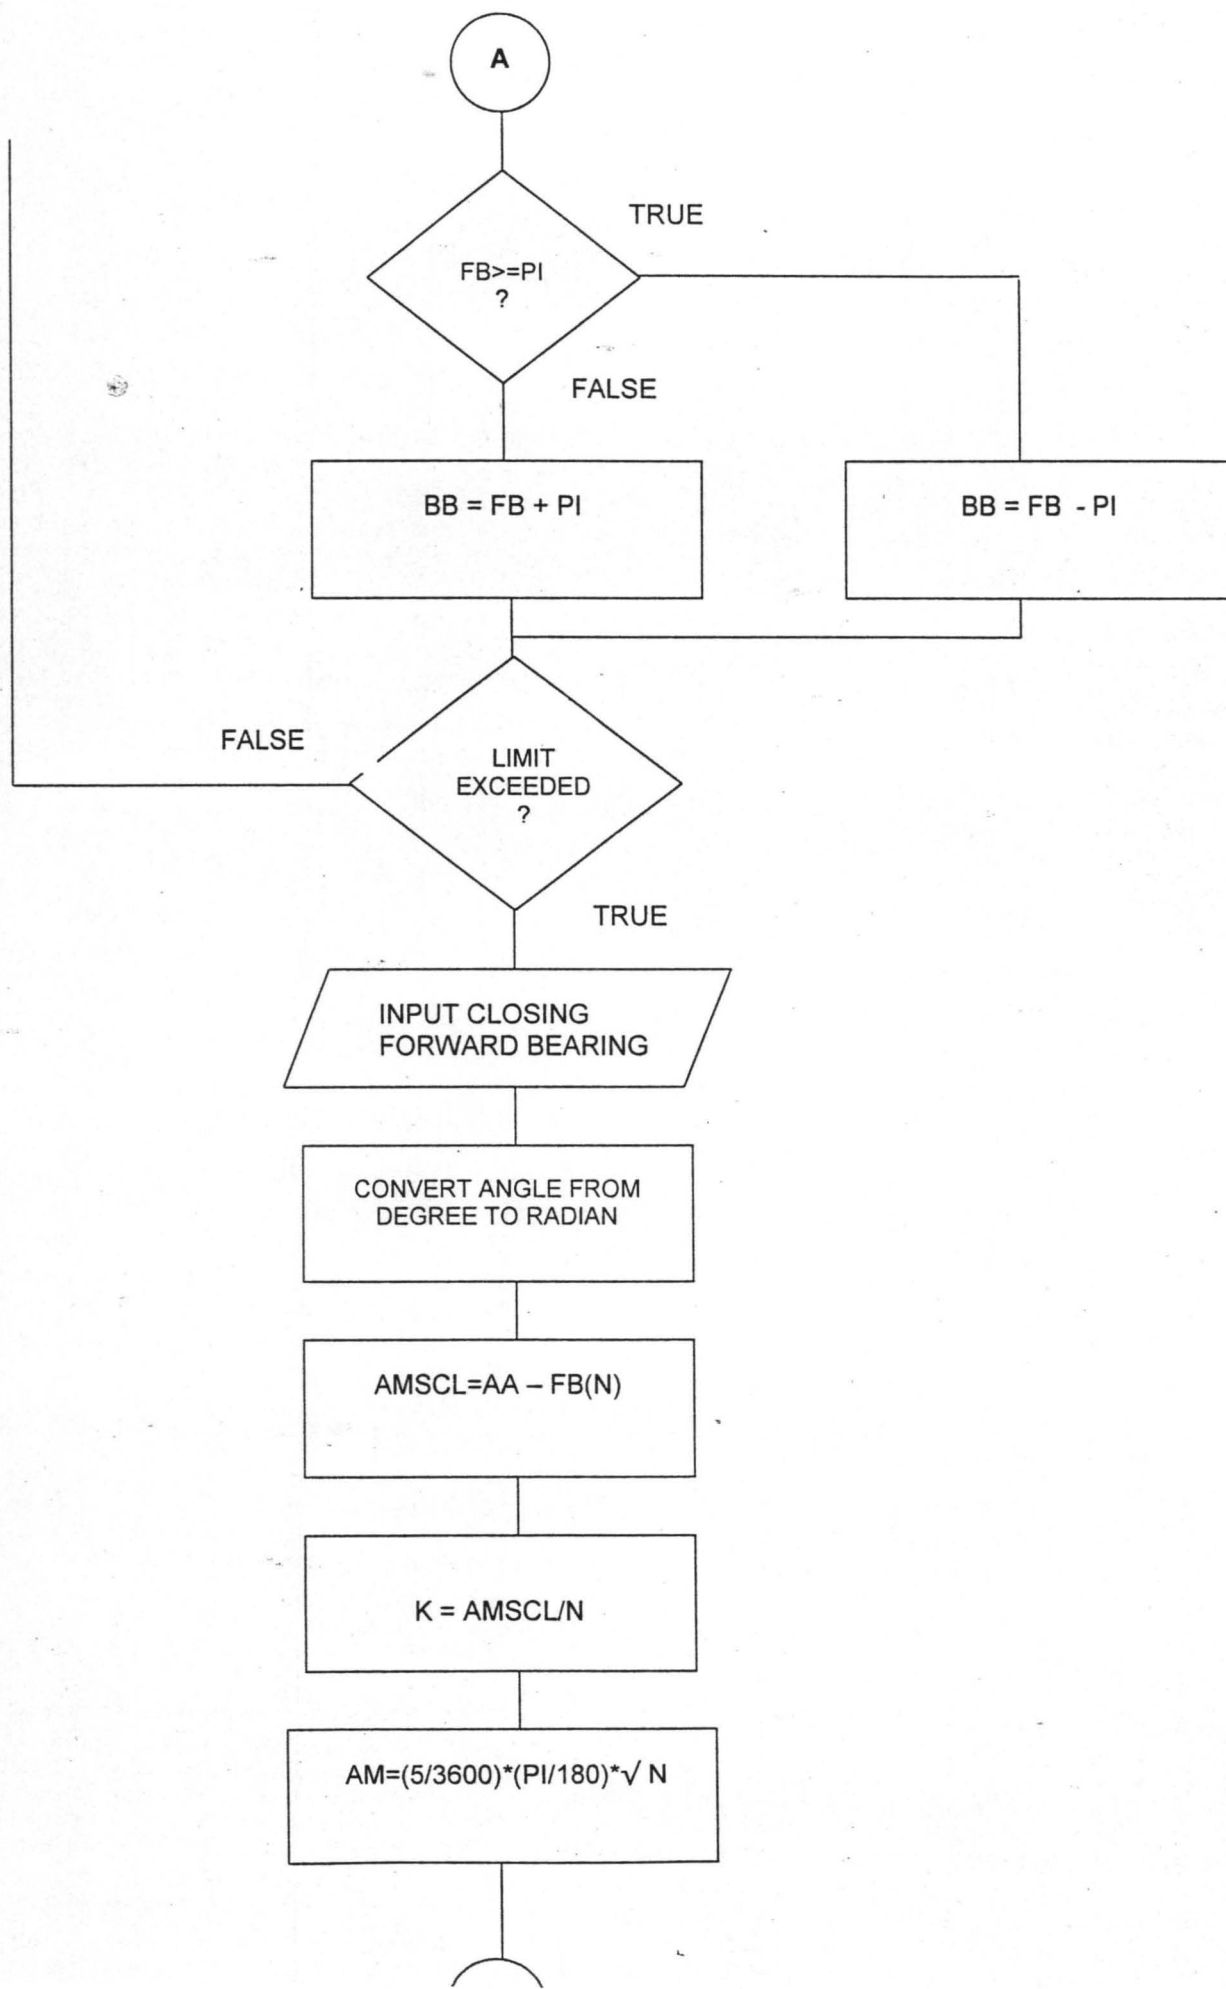 A
TRUE
FB>=PI
?
FALSE
BB = FB + PI
BB = FB - PI
FALSE
LIMIT
EXCEEDED
?
TRUE
INPUT CLOSING
FORWARD BEARING
CONVERT ANGLE FROM
DEGREE TO RADIAN
AMSCL=AA – FB(N)
K = AMSCL/N
AM=(5/3600)*(PI/180)*√ N